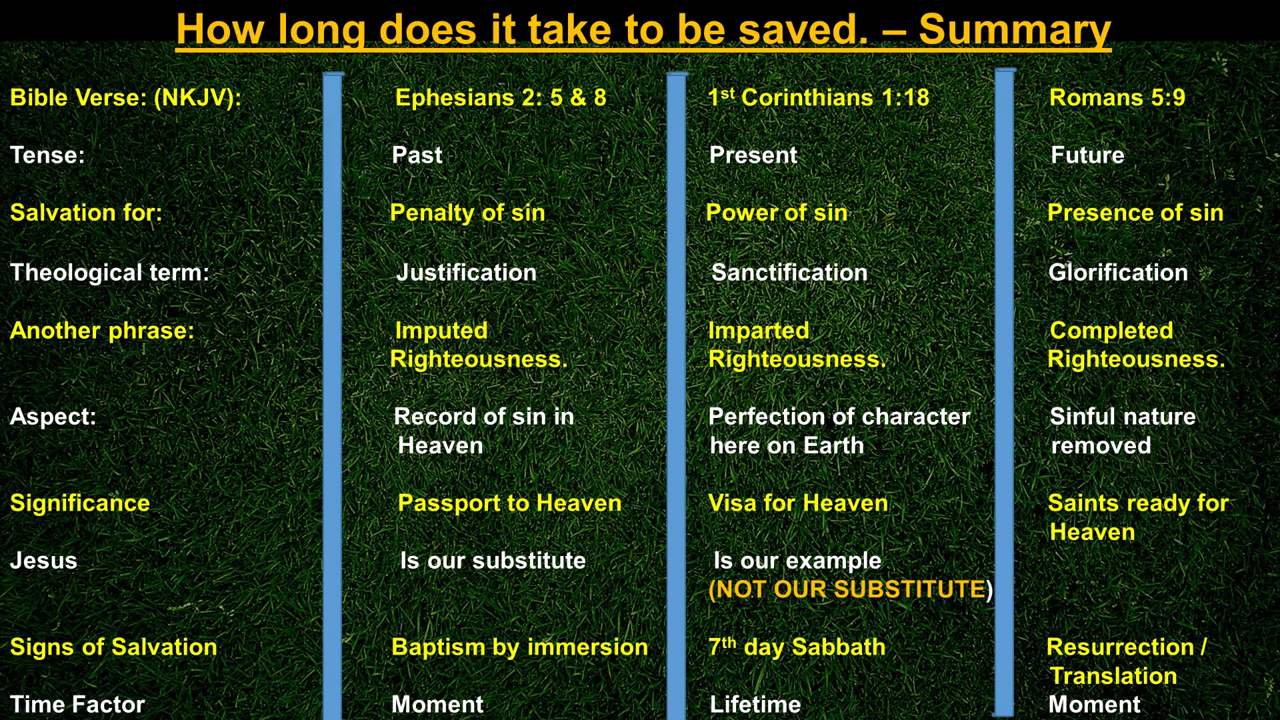 How long does it take to be saved. – Summary
Bible Verse: (NKJV): Ephesians 2: 5 & 8 1st Corinthians 1:18 Romans 5:9
Tense: Past Present Future
Salvation for: Penalty of sin Power of sin Presence of sin
Theological term: Justification Sanctification Glorification
Another phrase: Imputed Imparted Completed
Righteousness. Righteousness. Righteousness.
Aspect: Record of sin in Perfection of character Sinful nature
Heaven here on Earth removed
Significance Passport to Heaven Visa for Heaven Saints ready for
Heaven
Jesus Is our substitute Is our example
(NOT OUR SUBSTITUTE)
Signs of Salvation Baptism by immersion 7th day Sabbath Resurrection /
Translation
Time Factor Moment Lifetime Moment